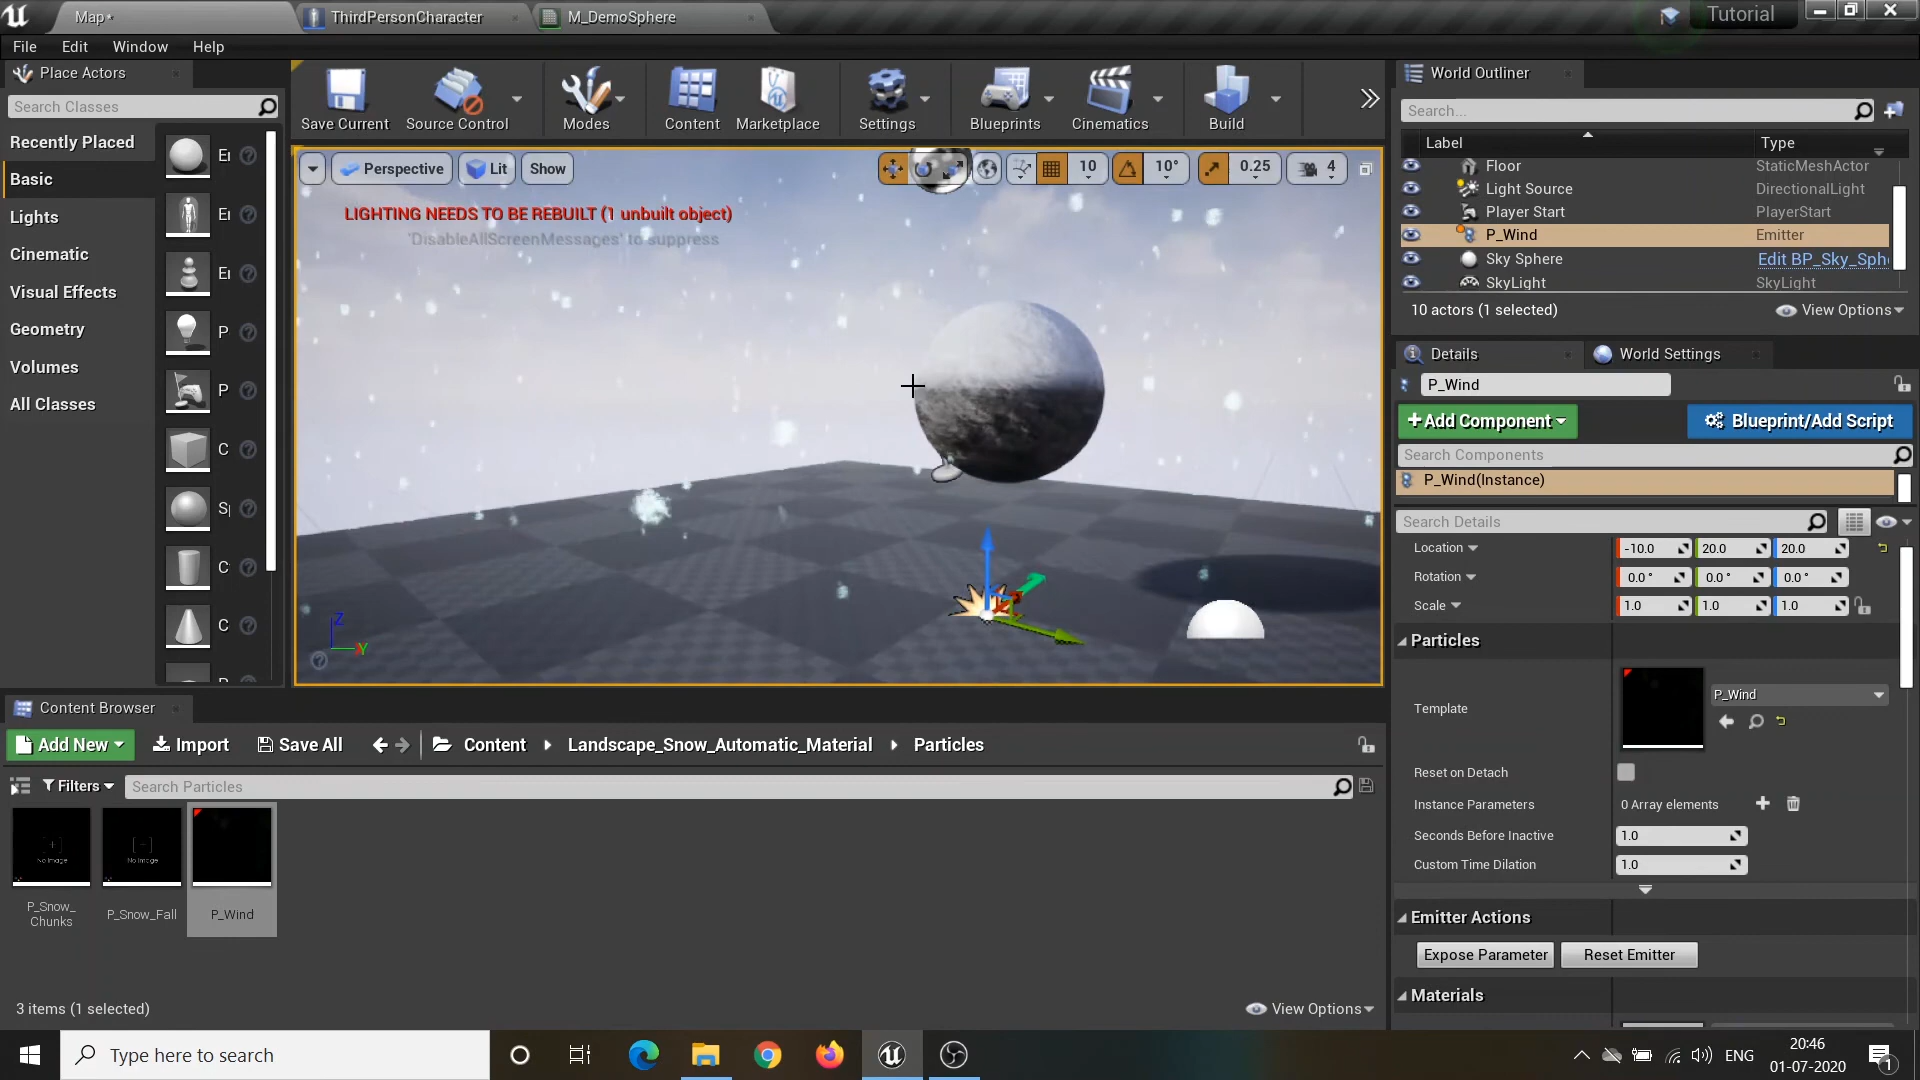 Map*
ThirdPersonCharacter
M_DemoSphere
Tutorial
File Edit Window Help
Place Actors
Search Classes
Recently Placed
Basic
Lights
Cinematic
Visual Effects
Geometry
Volumes
All Classes
P
P
C
C
C
Save Current
Source Control
Modes
Content
Marketplace
Settings
Blueprints
Cinematics
Build
Perspective
Lit
Show
10
10°
0.25
4
LIGHTING NEEDS TO BE REBUILT (1 unbuilt object)
'DisableAllScreenMessages' to suppress
Z
Y
World Outliner
Search...
Label Type
Floor StaticMeshActor
Light Source DirectionalLight
Player Start PlayerStart
P_Wind Emitter
Sky Sphere Edit BP_Sky_Sph
SkyLight SkyLight
10 actors (1 selected)
View Options
Details
World Settings
P_Wind
+Add Component
Blueprint/Add Script
Search Components
P_Wind(Instance)
Search Details
Location -10.0 20.0 20.0
Rotation 0.0° 0.0° 0.0°
Scale 1.0 1.0 1.0
Particles
Template
P_Wind
Reset on Detach
Instance Parameters 0 Array elements
Seconds Before Inactive 1.0
Custom Time Dilation 1.0
Emitter Actions
Expose Parameter
Reset Emitter
Materials
Content Browser
Add New
Import
Save All
Content
Landscape_Snow_Automatic_Material
Particles
Filters
Search Particles
No Image
No Image
P_Snow_
Chunks
P_Snow_Fall
P_Wind
3 items (1 selected)
View Options
Type here to search
ENG
20:46
01-07-2020
1